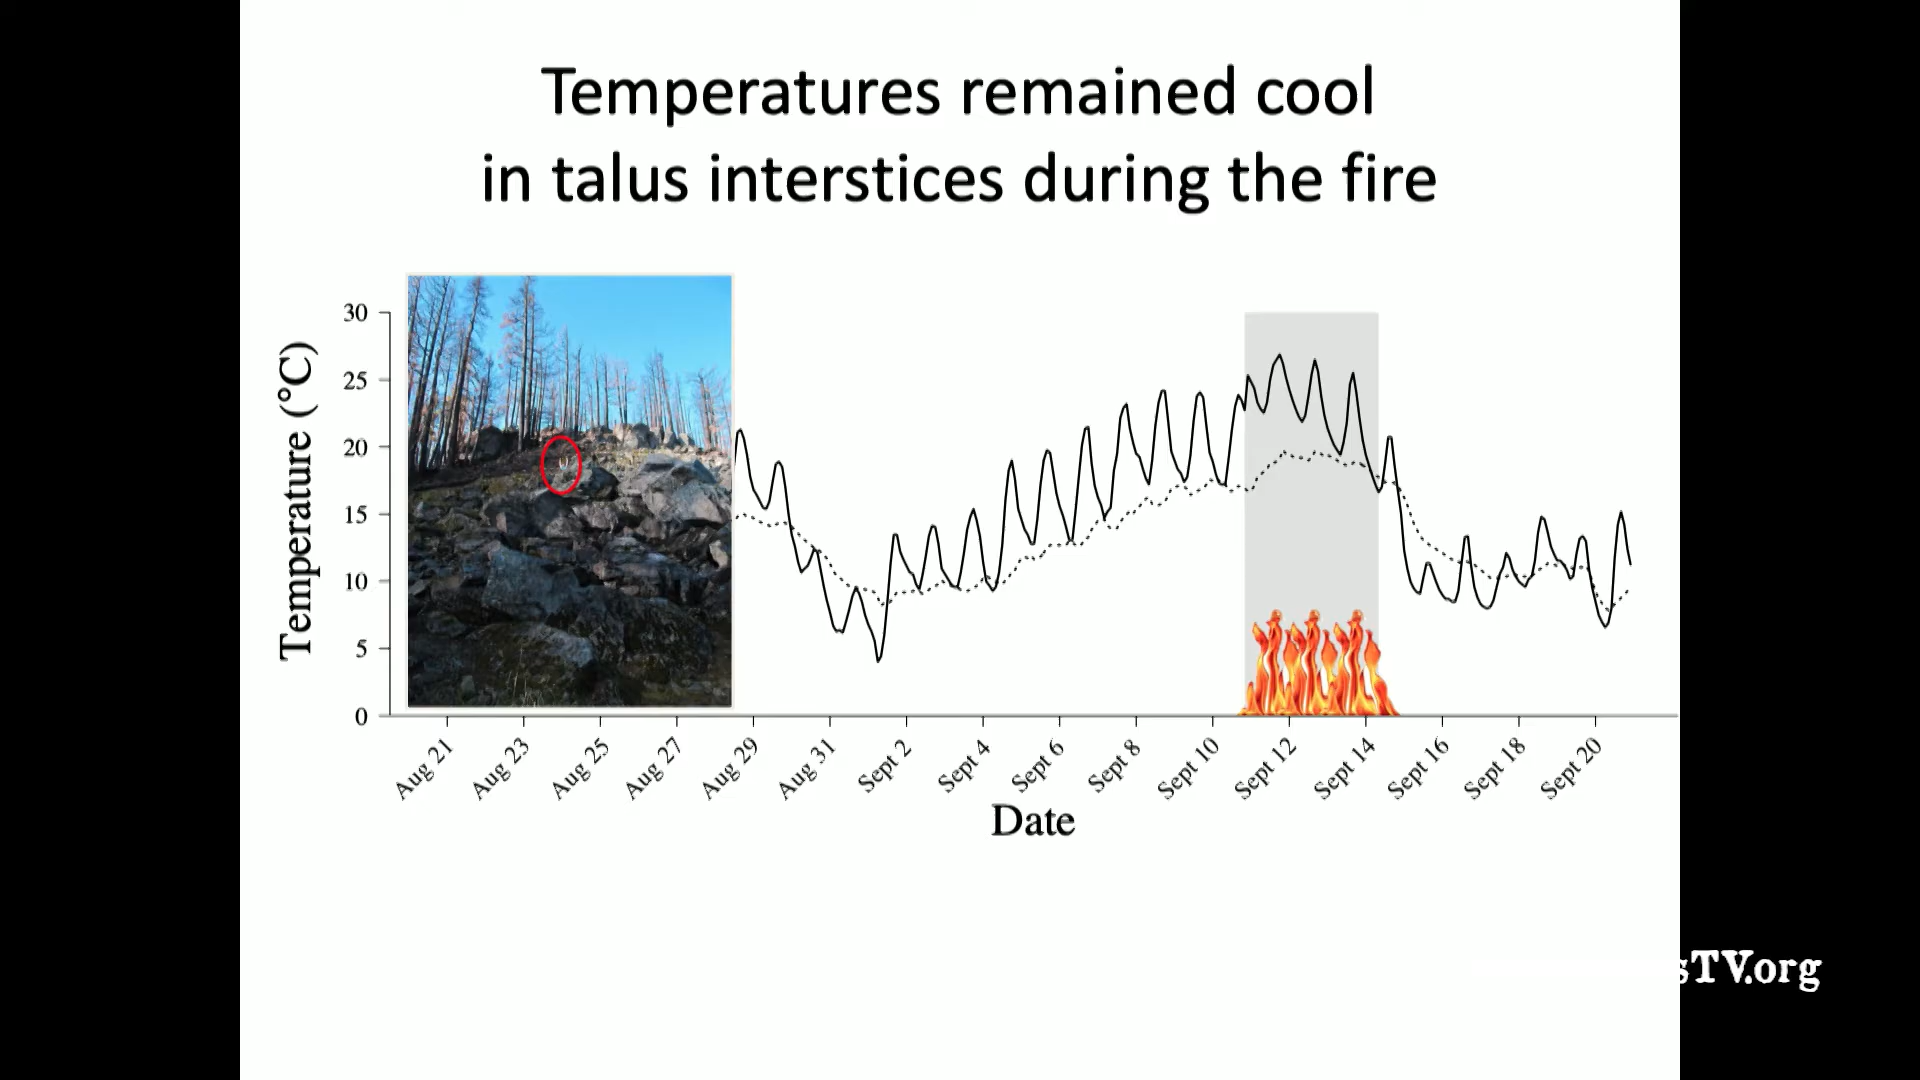 Temperatures remained cool
in talus interstices during the fire
Temperature (°C)
30
25
20
15
10
5
0
Aug 21
Aug 23
Aug 25
Aug 27
Aug 29
Aug 31
Sept 2
Sept 4
Sept 6
Sept 8
Sept 10
Sept 12
Sept 14
Sept 16
Sept 18
Sept 20
Date
sTV.org